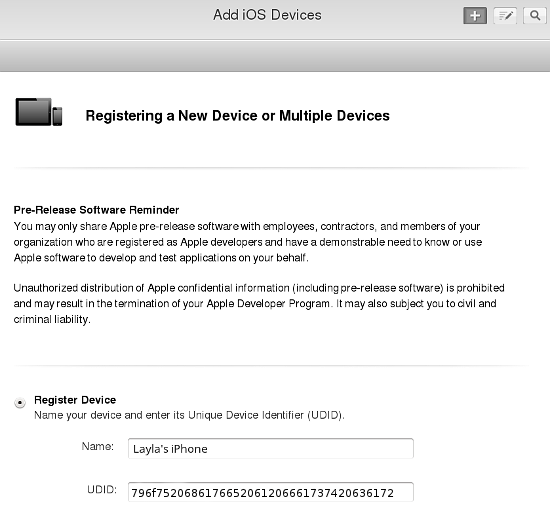 Add iOS Devices
Registering a New Device or Multiple Devices
Pre-Release Software Reminder
You may only share Apple pre-release software with employees, contractors, and members of your
organization who are registered as Apple developers and have a demonstrable need to know or use
Apple software to develop and test applications on your behalf.
Unauthorized distribution of Apple confidential information (including pre-release software) is prohibited
and may result in the termination of your Apple Developer Program. It may also subject you to civil and
criminal liability.
Register Device
Name your device and enter its Unique Device Identifier (UDID).
Name: Layla's iPhone
UDID: 796f7520686176652061206661737420636172